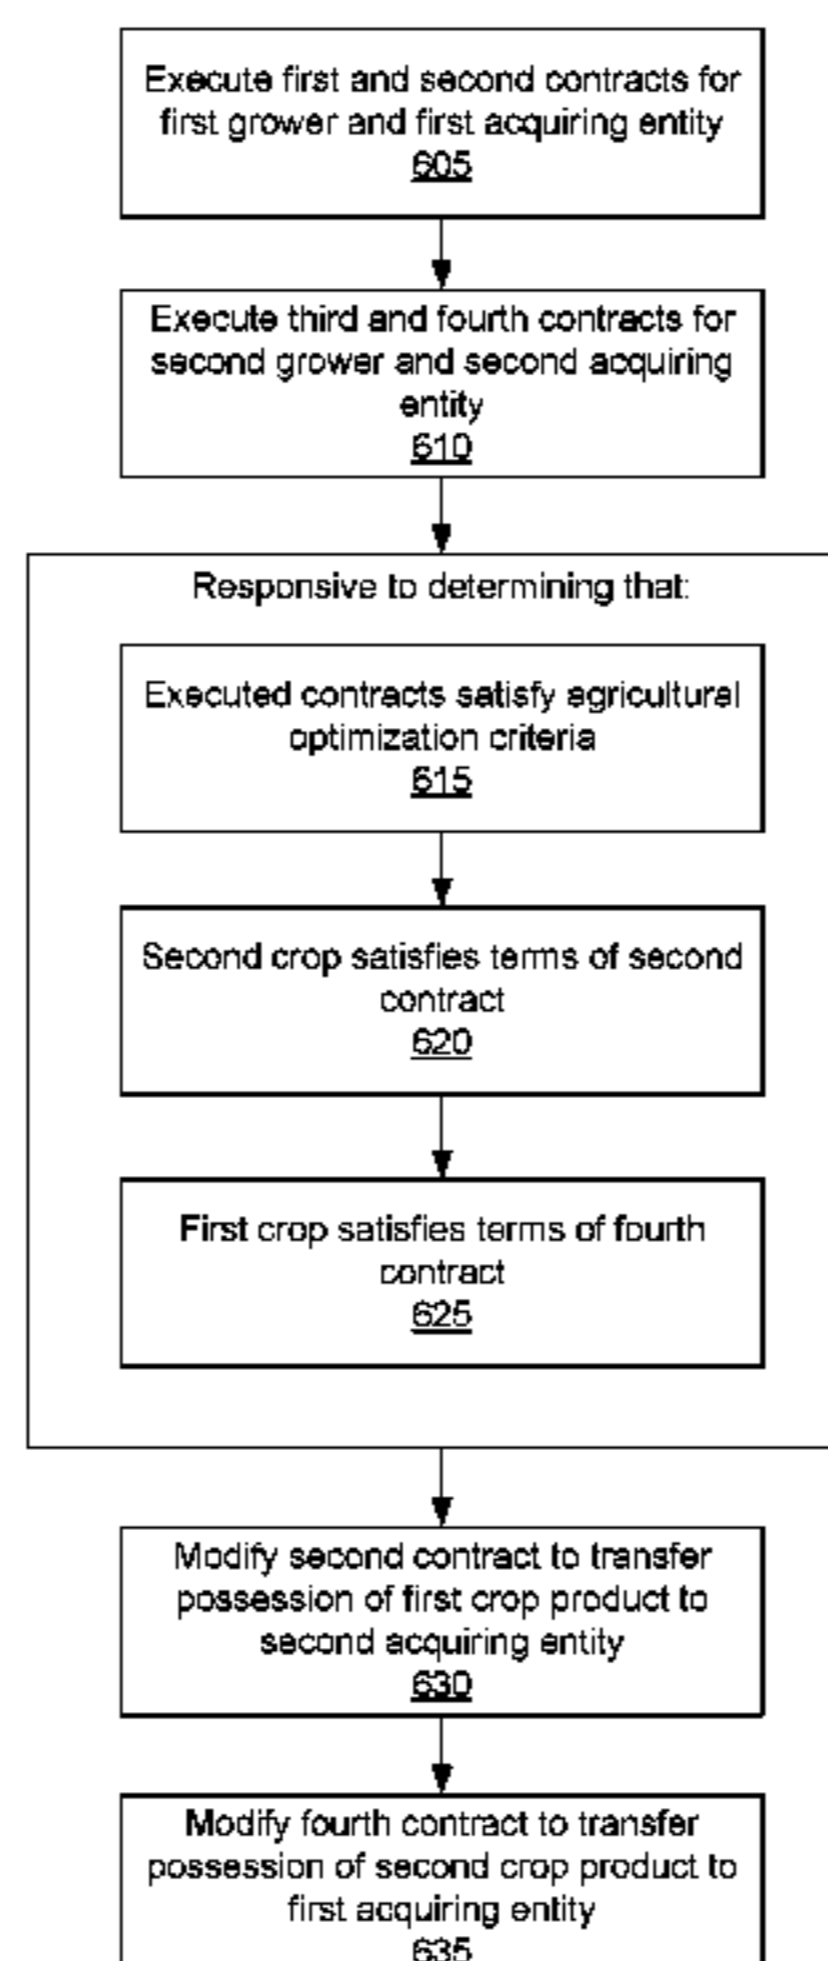 Execute first and second contracts for
first grower and first acquiring entity
605
Execute third and fourth contracts for
second grower and second acquiring
entity
610
Responsive to determining that:
Executed contracts satisfy agricultural
optimization criteria
615
Second crop satisfies terms of second
contract
620
First crop satisfies terms of fourth
contract
625
Modify second contract to transfer
possession of first crop product to
second acquiring entity
630
Modify fourth contract to transfer
possession of second crop product to
first acquiring entity
635